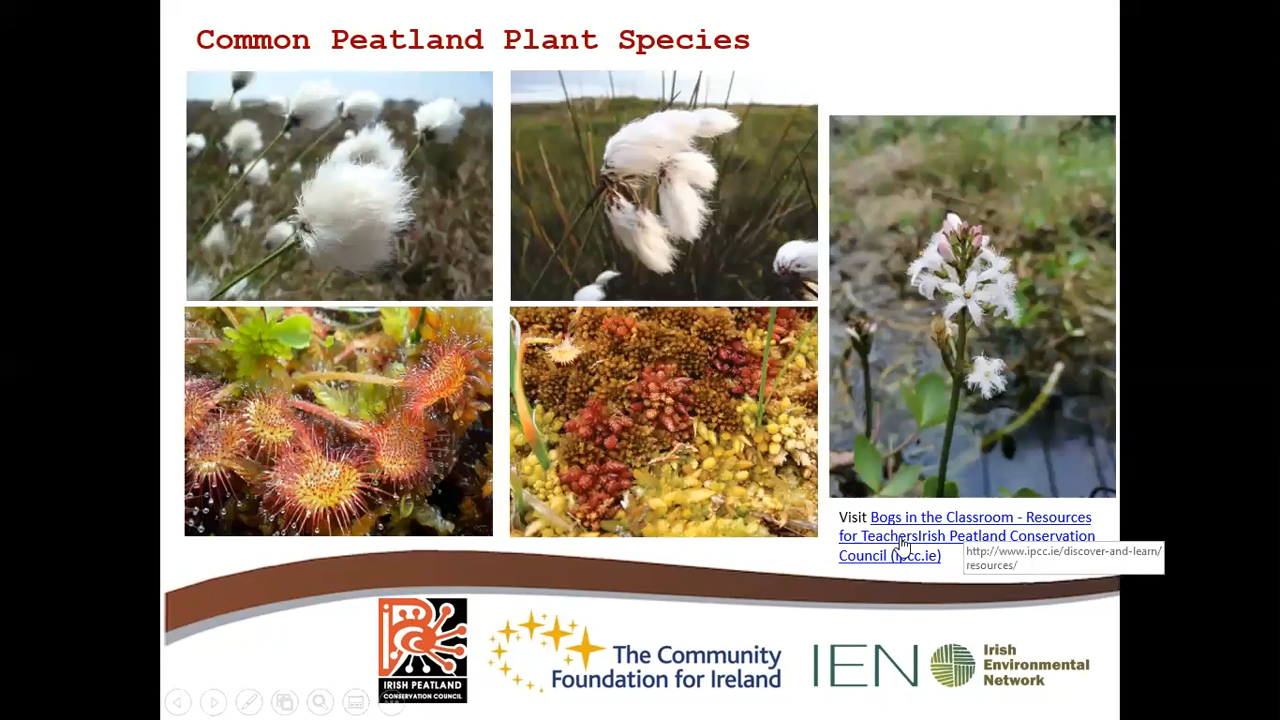 Common Peatland Plant Species
Visit Bogs in the Classroom - Resources
for TeachersIrish Peatland Conservation
Council (ipcc.ie)
http://www.ipcc.ie/discover-and-learn/
resources/
IPCC
IRISH PEATLAND
CONSERVATION COUNCIL
The Community
Foundation for Ireland
IEN
Irish
Environmental
Network